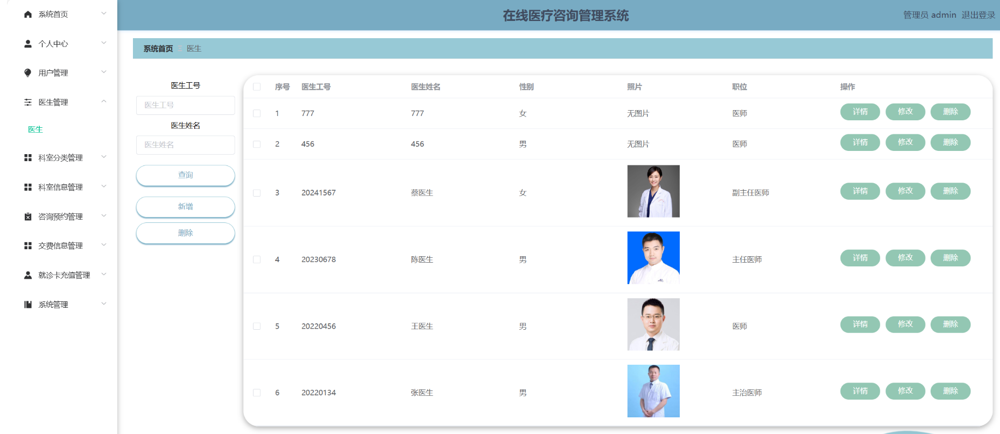 在线医疗咨询管理系统
管理员 admin 退出登录
系统首页
个人中心
用户管理
医生管理
医生
科室分类管理
科室信息管理
咨询预约管理
交费信息管理
就诊卡充值管理
系统管理
系统首页 医生
医生工号
医生工号
医生姓名
医生姓名
查询
新增
删除
序号 医生工号 医生姓名 性别 照片 职位 操作
1 777 777 女 无图片 医师 详情 修改 删除
2 456 456 男 无图片 医师 详情 修改 删除
3 20241567 蔡医生 女 副主任医师 详情 修改 删除
4 20230678 陈医生 男 主任医师 详情 修改 删除
5 20220456 王医生 男 医师 详情 修改 删除
6 20220134 张医生 男 主治医师 详情 修改 删除